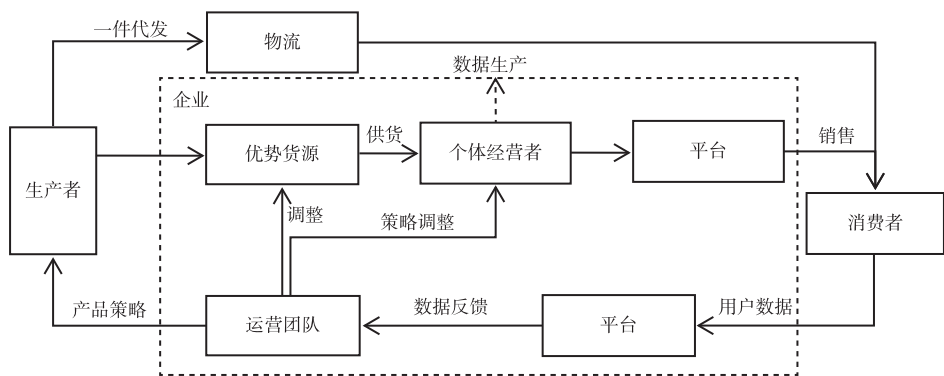 一件代发
物流
数据生产
企业
优势货源
供货
个体经营者
平台
销售
生产者
调整
策略调整
消费者
产品策略
运营团队
数据反馈
平台
用户数据